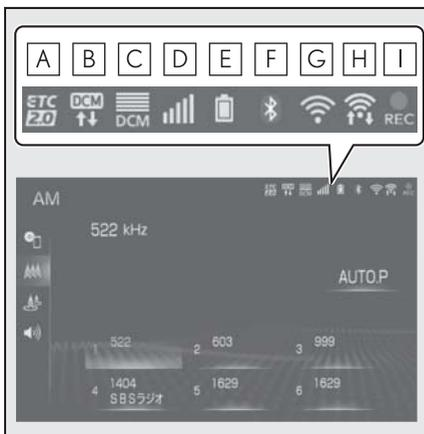 A B C D E F G H I
ETC 2.0 DCM DCM REC
AM
522 kHz
AUTO.P
1 522 2 603 3 999
4 1404 SBSラジオ 5 1629 6 1629